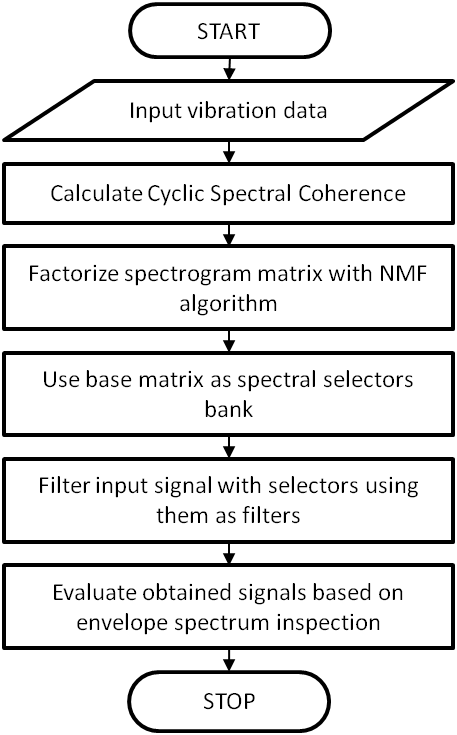 START
Input vibration data
Calculate Cyclic Spectral Coherence
Factorize spectrogram matrix with NMF
algorithm
Use base matrix as spectral selectors
bank
Filter input signal with selectors using
them as filters
Evaluate obtained signals based on
envelope spectrum inspection
STOP